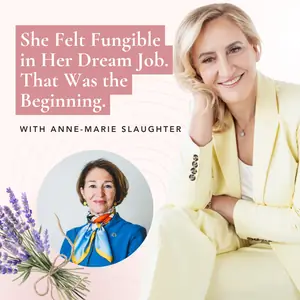 She Felt Fungible
in Her Dream Job.
That Was the
Beginning.
WITH ANNE-MARIE SLAUGHTER